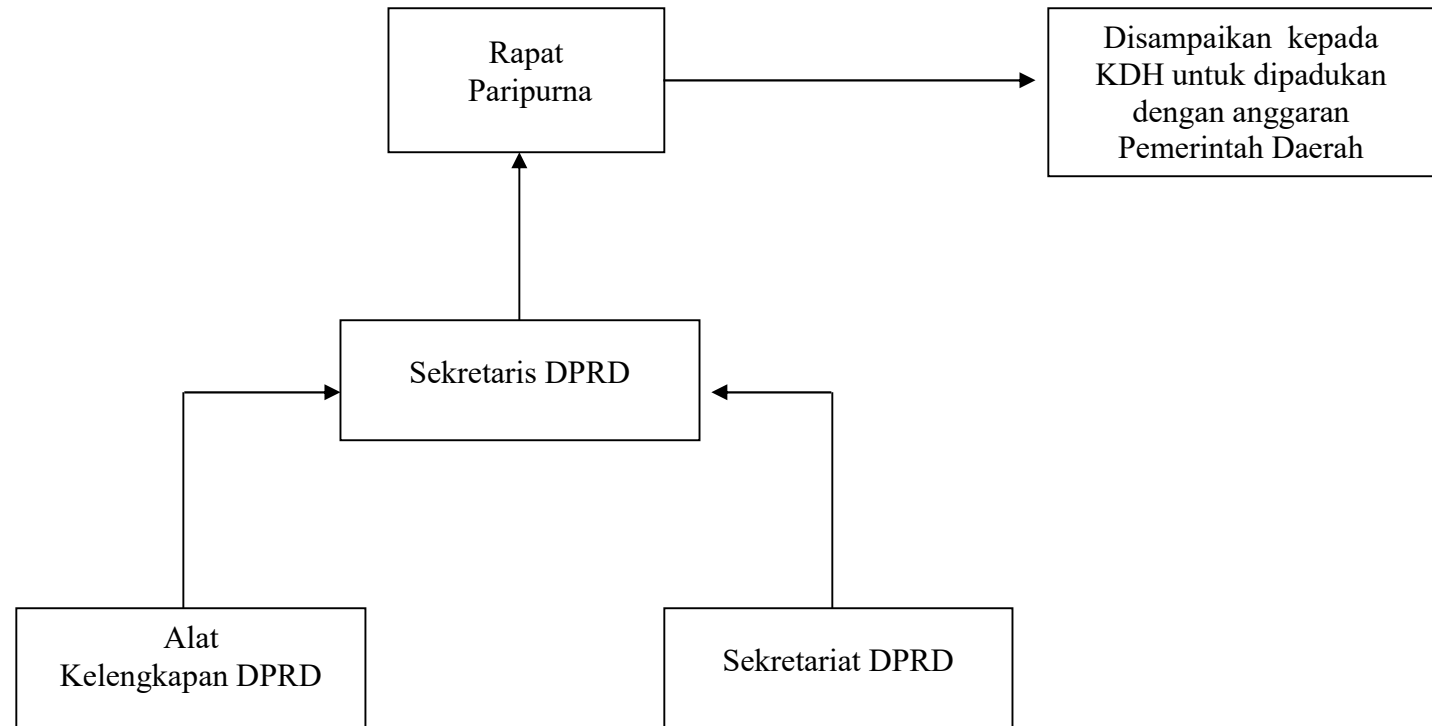 Rapat
Paripurna
Disampaikan kepada
KDH untuk dipadukan
dengan anggaran
Pemerintah Daerah
Sekretaris DPRD
Alat
Kelengkapan DPRD
Sekretariat DPRD